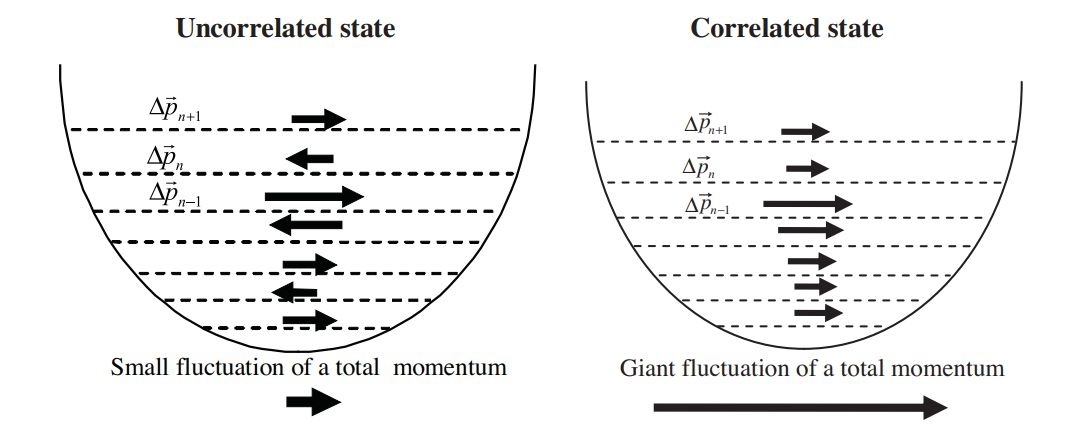 Uncorrelated state
Δp⃗ₙ₊₁
Δp⃗ₙ
Δp⃗ₙ₋₁
Small fluctuation of a total momentum
Correlated state
Δp⃗ₙ₊₁
Δp⃗ₙ
Δp⃗ₙ₋₁
Giant fluctuation of a total momentum